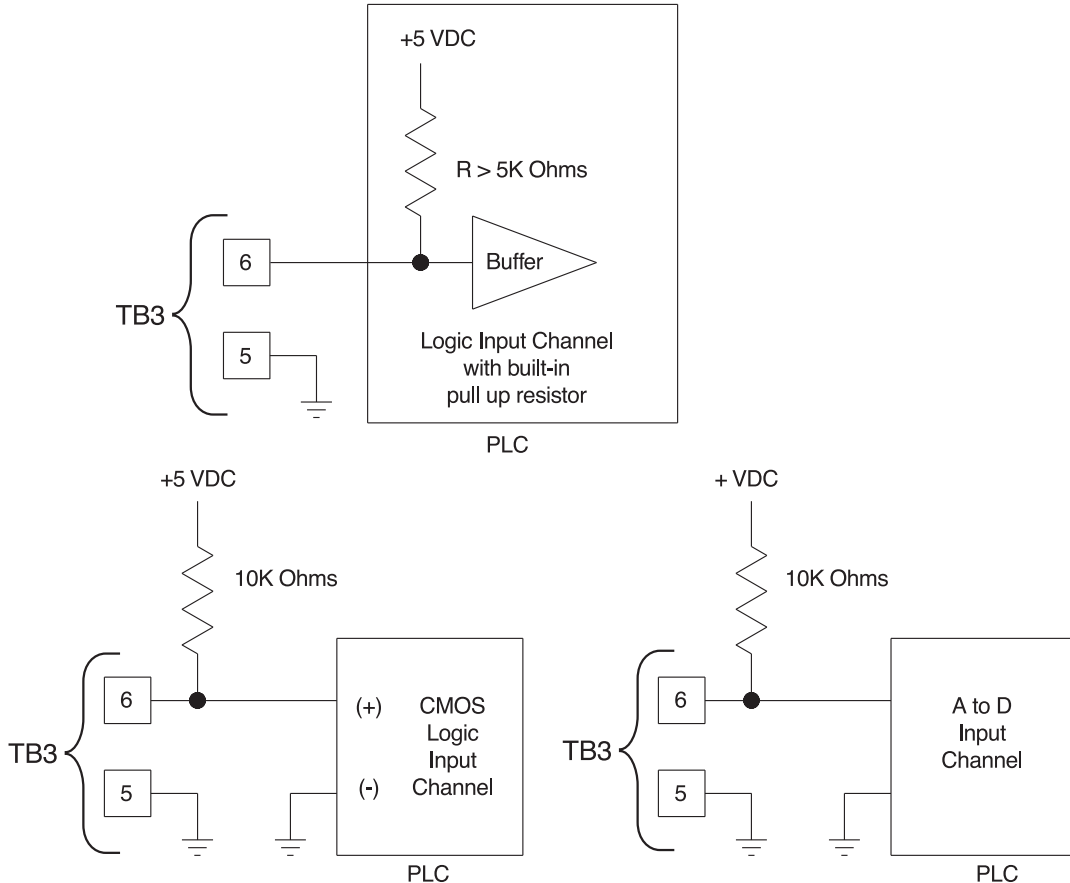 +5 VDC
R > 5K Ohms
6
Buffer
TB3
5
Logic Input Channel
with built-in
pull up resistor
PLC
+5 VDC
10K Ohms
6
(+)
CMOS
Logic
Input
Channel
TB3
5
(-)
PLC
+ VDC
10K Ohms
6
A to D
Input
Channel
TB3
5
PLC